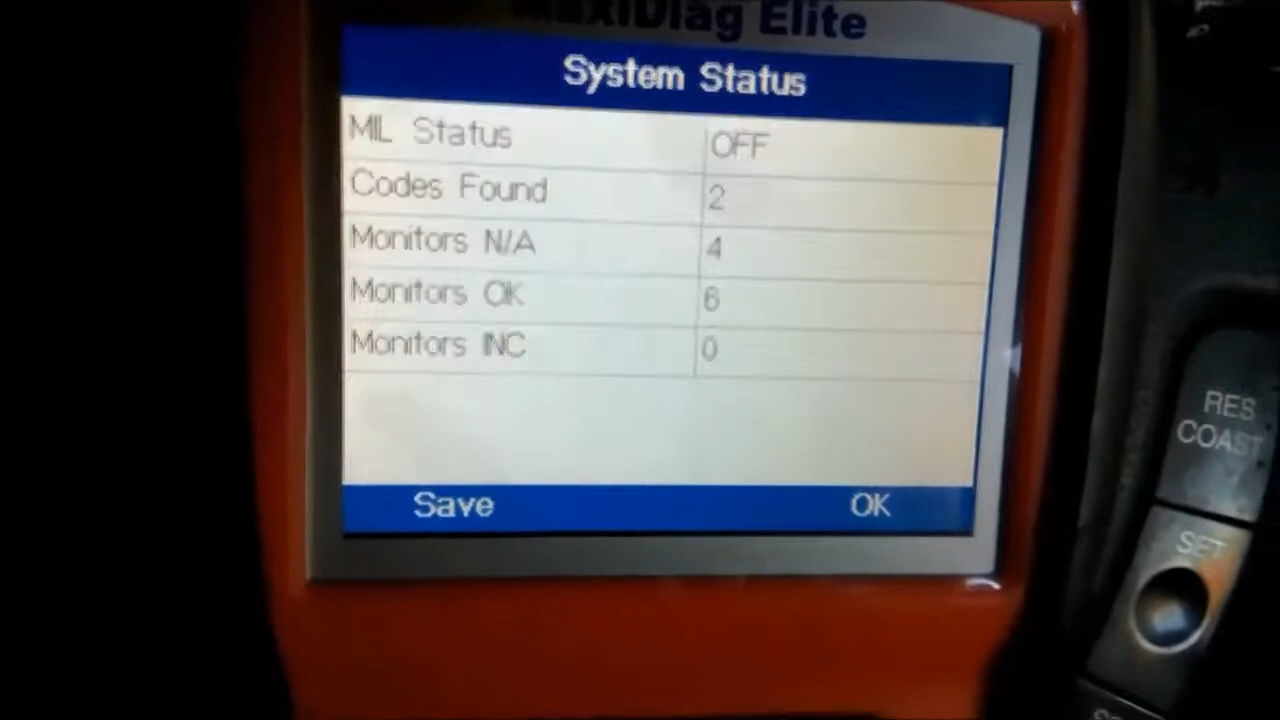 MaxiDiag Elite
System Status
MIL Status OFF
Codes Found 2
Monitors N/A 4
Monitors OK 6
Monitors INC 0
Save OK
RES
COAST
SET